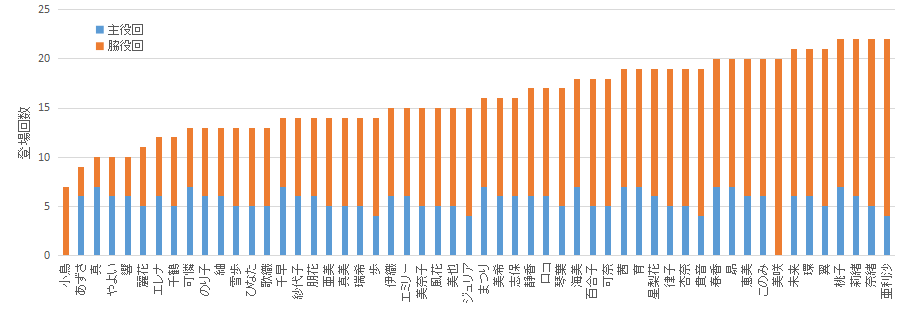 25
20
15
10
5
0
登場回数
主役回
脇役回
小鳥
あずさ
真
やよい
響
麗花
エレナ
千鶴
可憐
のり子
紬
雪歩
ひなた
歌織
千早
紗代子
朋花
亜美
真美
瑞希
歩
伊織
エミリー
美奈子
風花
美也
ジュリア
まつり
美希
志保
静香
ロコ
琴葉
海美
百合子
可奈
茜
育
星梨花
律子
杏奈
貴音
春香
昴
恵美
このみ
美咲
未来
環
翼
桃子
莉緒
奈緒
亜利沙